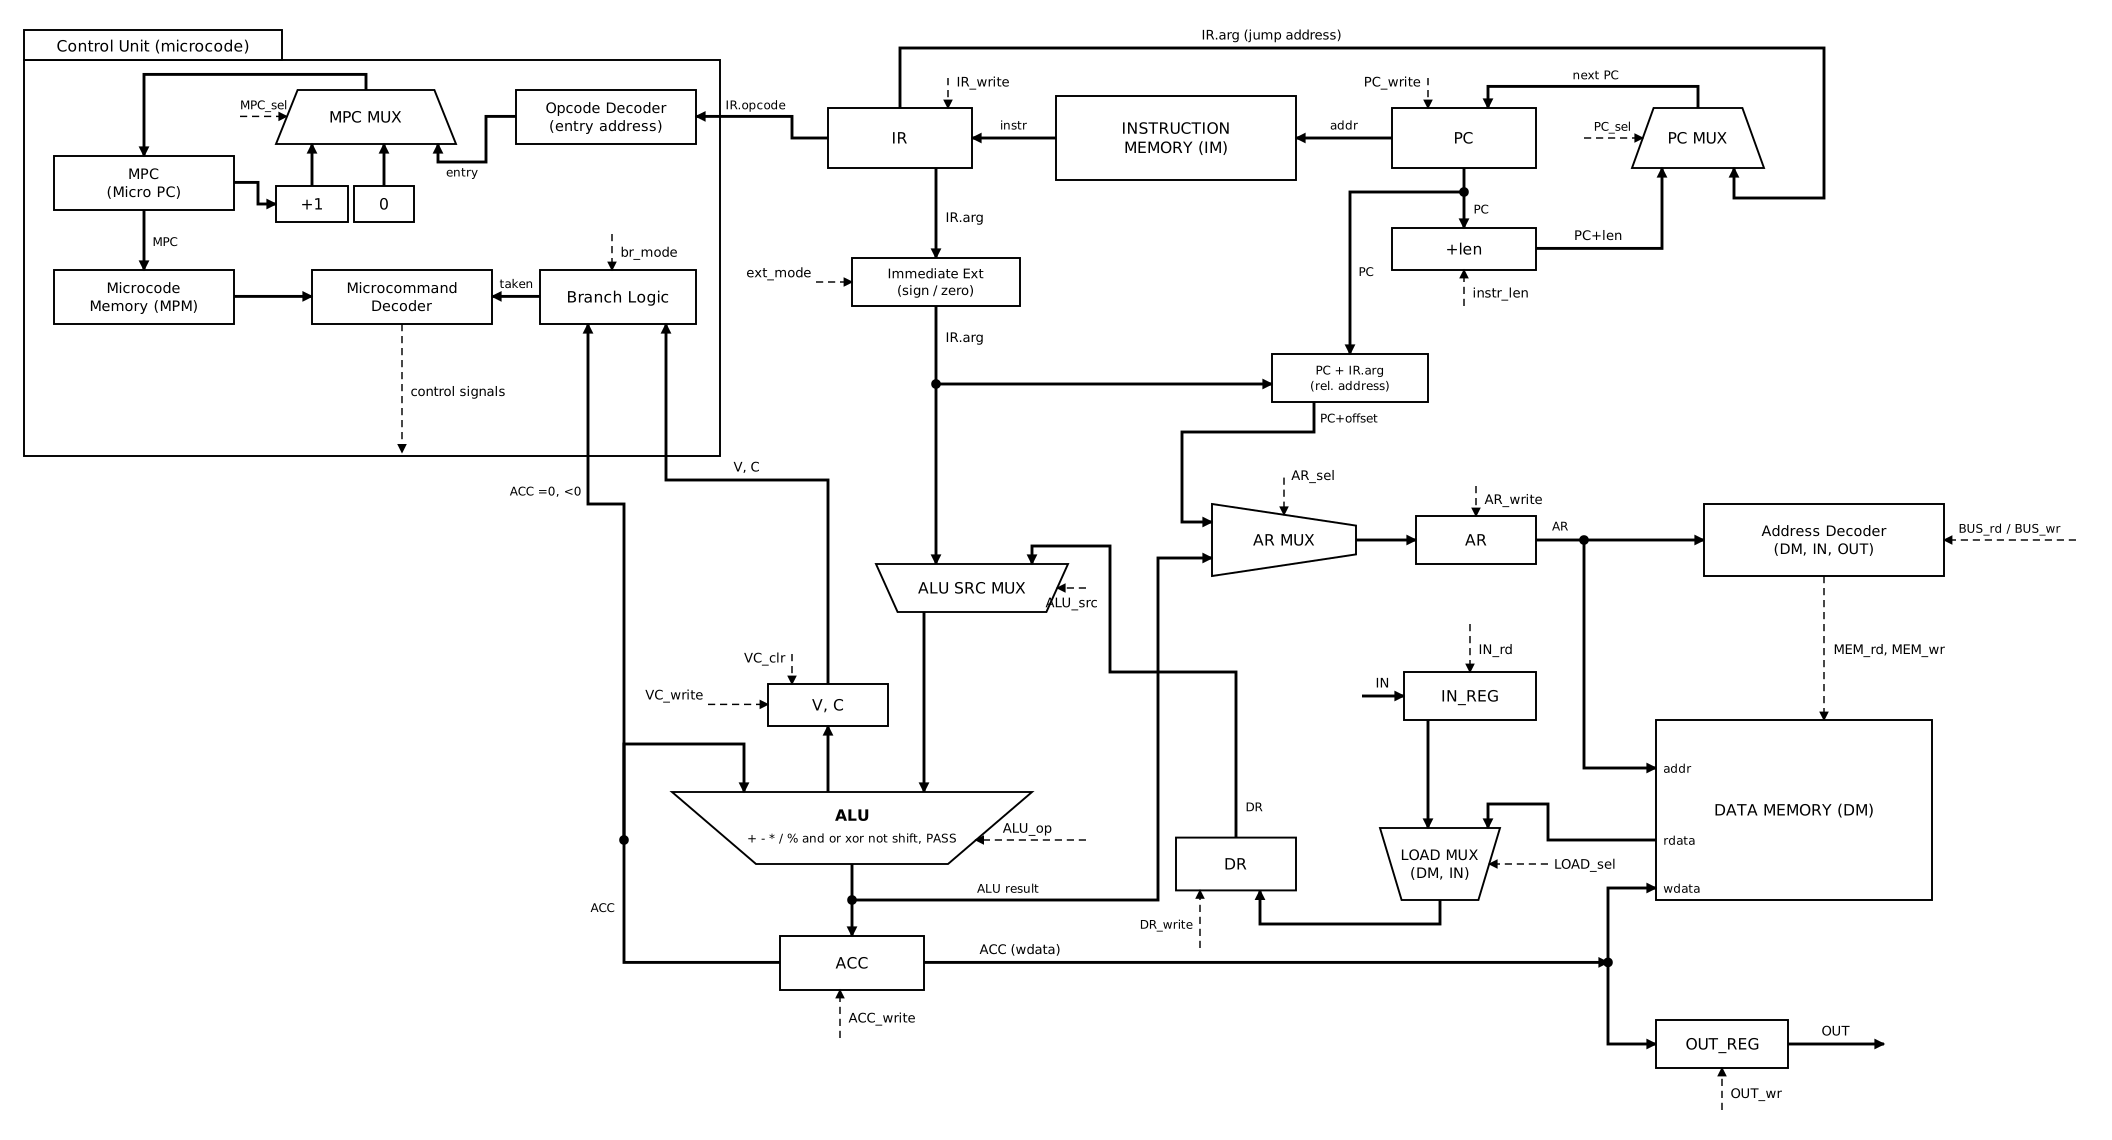 IR.arg (jump address)
Control Unit (microcode)
MPC_sel
MPC MUX
Opcode Decoder
(entry address)
IR.opcode
IR_write
IR
instr
INSTRUCTION
MEMORY (IM)
addr
PC_write
PC
next PC
PC_sel
PC MUX
MPC
(Micro PC)
+1
0
entry
MPC
IR.arg
PC
+len
PC+len
instr_len
br_mode
ext_mode
Immediate Ext
(sign / zero)
PC
Microcode
Memory (MPM)
Microcommand
Decoder
taken
Branch Logic
IR.arg
control signals
PC + IR.arg
(rel. address)
PC+offset
V, C
ACC =0, <0
AR_sel
AR MUX
AR_write
AR
AR
Address Decoder
(DM, IN, OUT)
BUS_rd / BUS_wr
ALU SRC MUX
ALU_src
VC_clr
VC_write
V, C
IN_rd
IN
IN_REG
MEM_rd, MEM_wr
addr
DATA MEMORY (DM)
rdata
wdata
ALU
+ - * / % and or xor not shift, PASS
ALU_op
DR
DR
LOAD MUX
(DM, IN)
LOAD_sel
ALU result
ACC
DR_write
ACC
ACC (wdata)
ACC_write
OUT_REG
OUT
OUT_wr